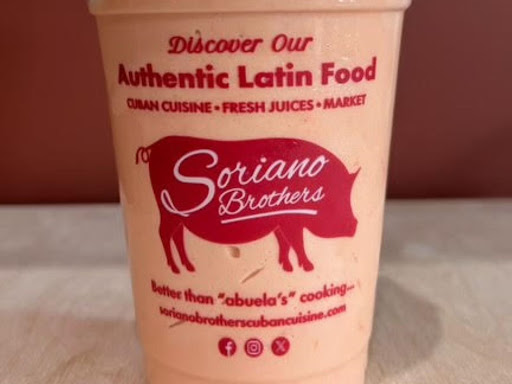 Discover Our
Authentic Latin Food
CUBAN CUISINE • FRESH JUICES • MARKET
Soriano
Brothers
Better than "abuela's" cooking...
sorianobrotherscubancuisine.com